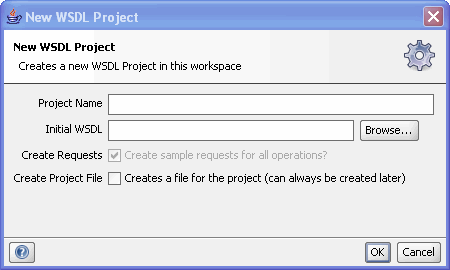 New WSDL Project
New WSDL Project
Creates a new WSDL Project in this workspace
Project Name
Initial WSDL
Browse...
Create Requests
Create sample requests for all operations?
Create Project File
Creates a file for the project (can always be created later)
?
OK
Cancel